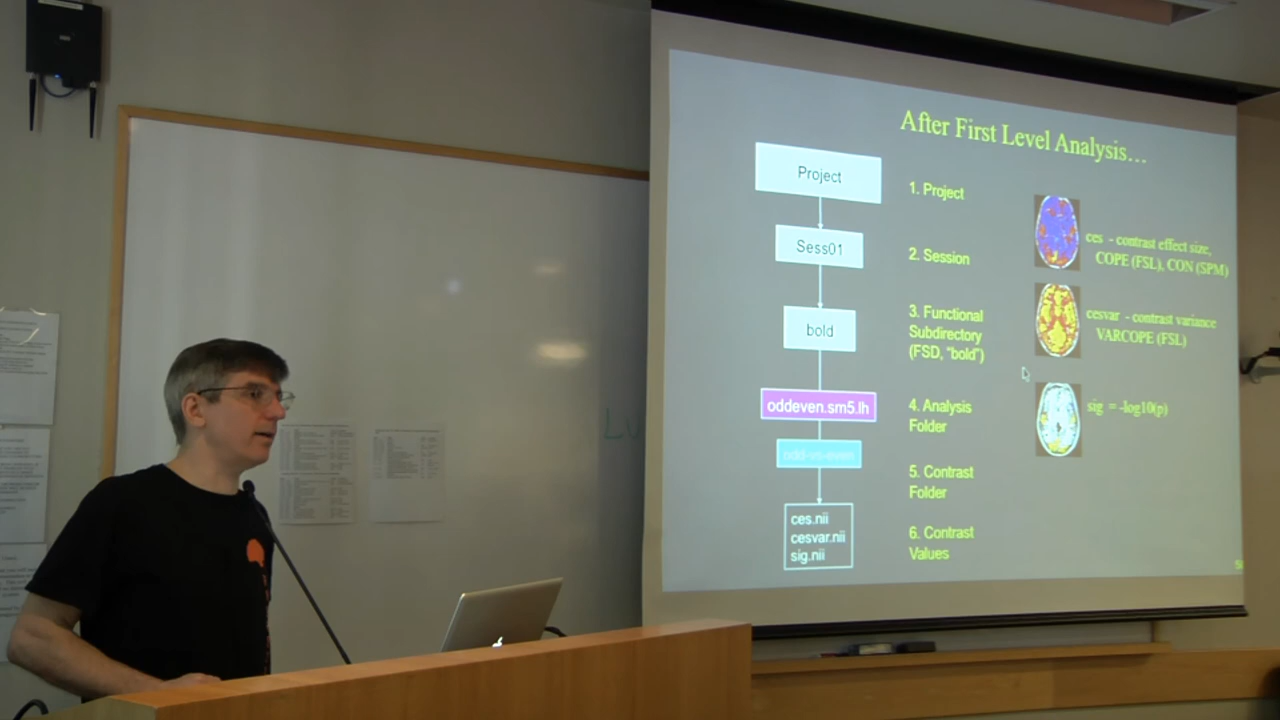 After First Level Analysis…
Project
Sess01
bold
oddeven.sm5.lh
odd-vs-even
ces.nii
cesvar.nii
sig.nii
1. Project
2. Session
3. Functional
Subdirectory
(FSD, “bold”)
4. Analysis
Folder
5. Contrast
Folder
6. Contrast
Values
ces - contrast effect size,
COPE (FSL), CON (SPM)
cesvar - contrast variance
VARCOPE (FSL)
sig = -log10(p)